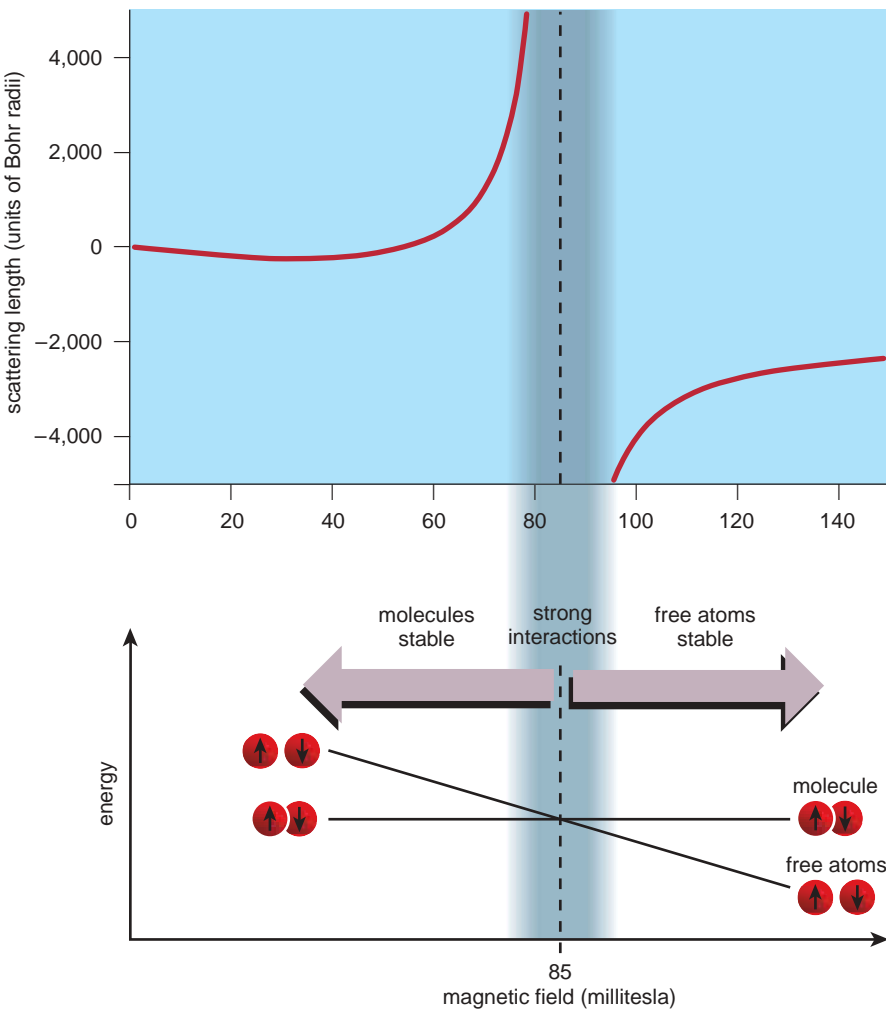 scattering length (units of Bohr radii)
4,000
2,000
0
–2,000
–4,000
0 20 40 60 80 100 120 140
molecules
stable
strong
interactions
free atoms
stable
energy
molecule
free atoms
85
magnetic field (millitesla)